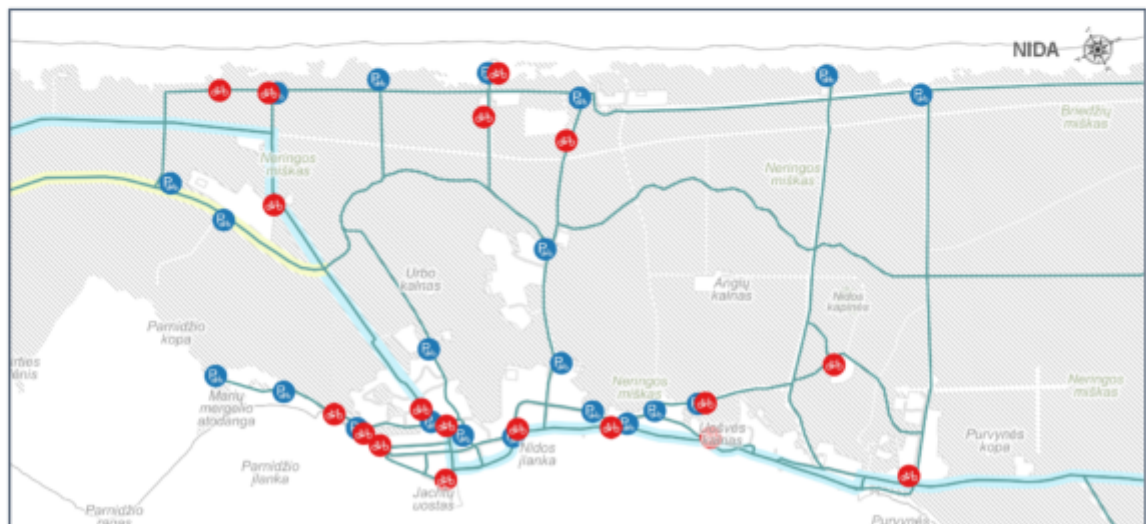 NIDA
Briedžių
miškas
Neringos
miškas
Neringos
miškas
Urbo
kalnas
Angių
kalnas
Nidos
kapinės
Parnidžio
kopa
Neringos
miškas
Neringos
miškas
Marių
mergelio
atodanga
Purvynės
kopa
Nidos
įlanka
Parnidžio
įlanka
Jachtų
uostas
Parnidžio
Purvynės